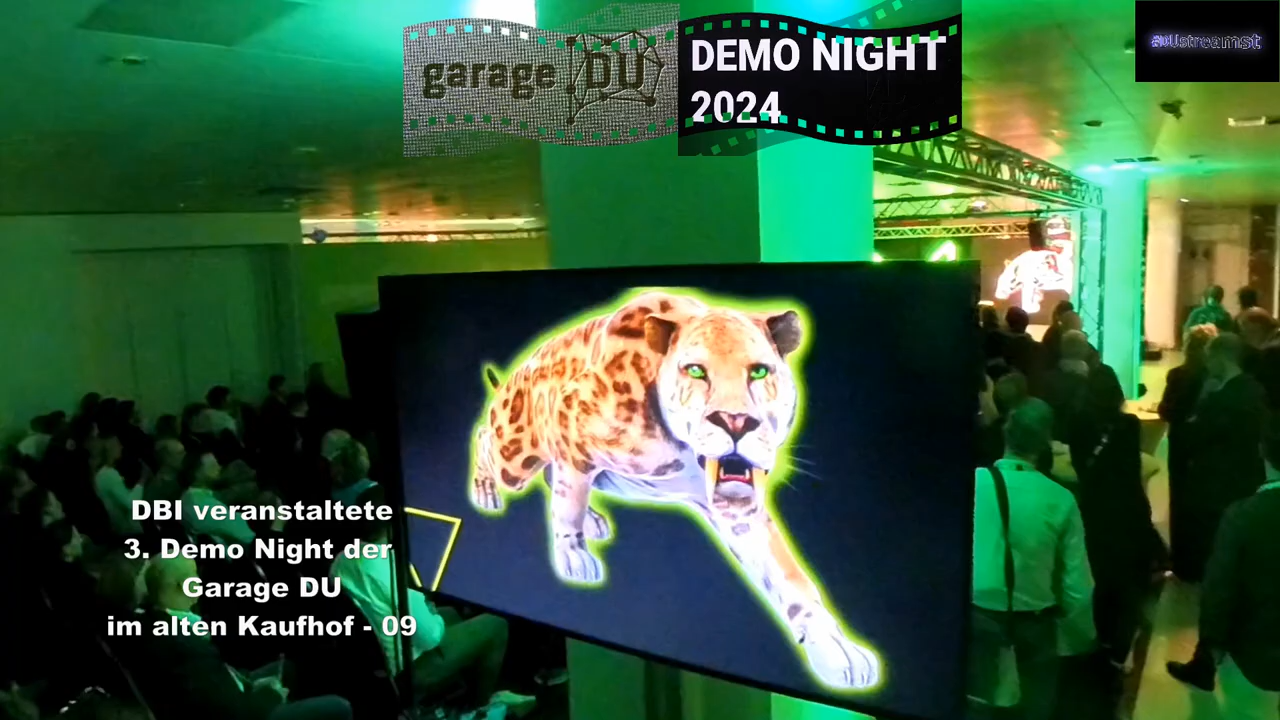 garage DU
DEMO NIGHT
2024
DBI veranstaltete
3. Demo Night der
Garage DU
im alten Kaufhof - 09